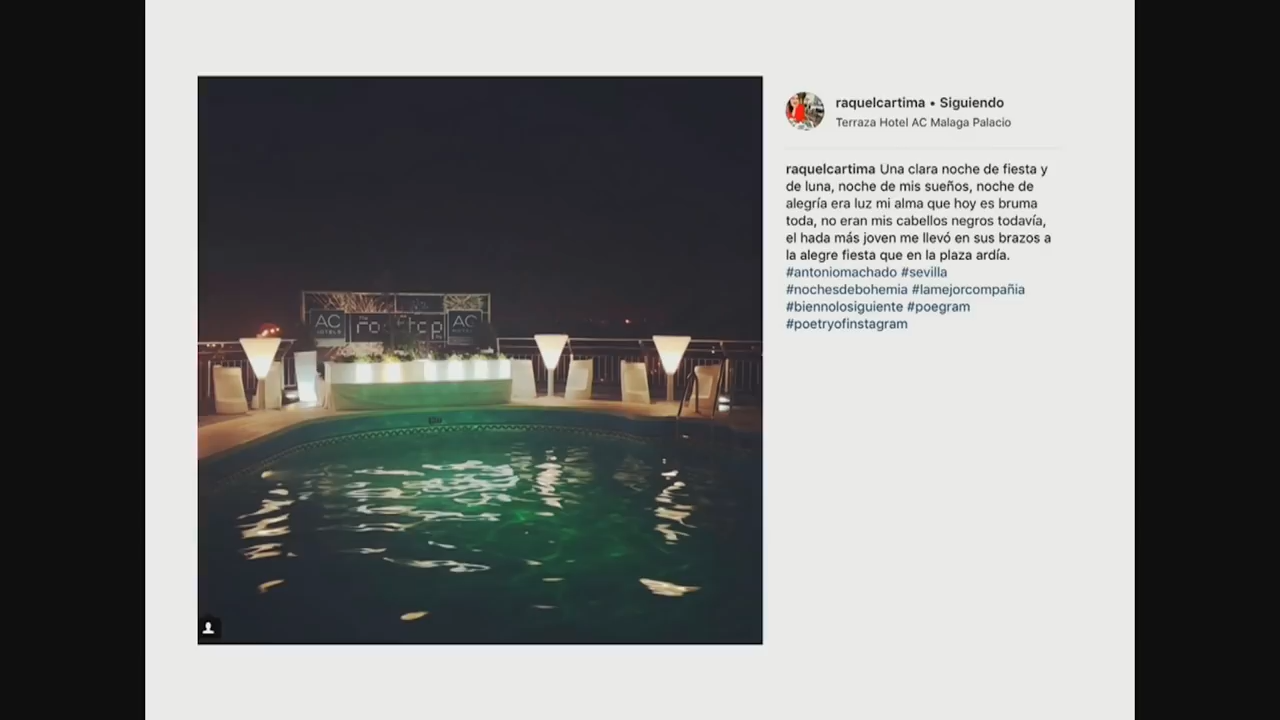 raquelcartima • Siguiendo
Terraza Hotel AC Malaga Palacio
raquelcartima Una clara noche de fiesta y
de luna, noche de mis sueños, noche de
alegría era luz mi alma que hoy es bruma
toda, no eran mis cabellos negros todavía,
el hada más joven me llevó en sus brazos a
la alegre fiesta que en la plaza ardía.
#antoniomachado #sevilla
#nochesdebohemia #lamejorcompañia
#biennolosiguiente #poegram
#poetryofinstagram
AC HOTELS
rooftop
AC